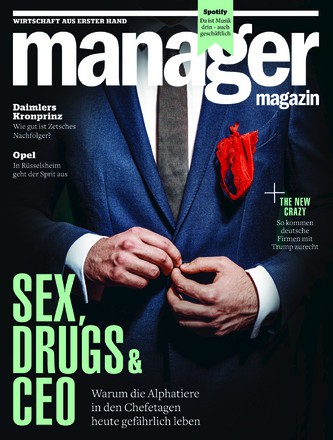 WIRTSCHAFT AUS ERSTER HAND
Spotify
Da ist Musik
drin – auch
geschäftlich
manager
magazin
Daimlers
Kronprinz
Wie gut ist Zetsches
Nachfolger?
Opel
In Rüsselsheim
geht der Sprit aus
+
THE NEW
CRAZY
So kommen
deutsche
Firmen mit
Trump zurecht
SEX,
DRUGS &
CEO
Warum die Alphatiere
in den Chefetagen
heute gefährlich leben